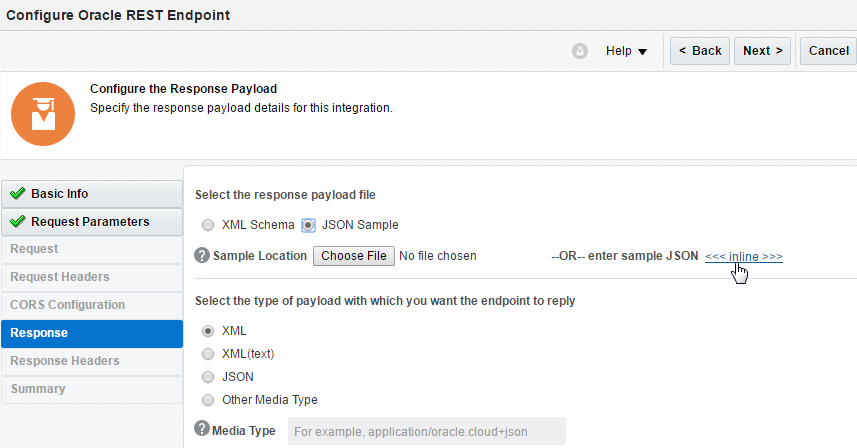 Configure Oracle REST Endpoint
Help
< Back
Next >
Cancel
Configure the Response Payload
Specify the response payload details for this integration.
Basic Info
Request Parameters
Request
Request Headers
CORS Configuration
Response
Response Headers
Summary
Select the response payload file
XML Schema JSON Sample
? Sample Location Choose File No file chosen --OR-- enter sample JSON <<< inline >>>
Select the type of payload with which you want the endpoint to reply
XML
XML(text)
JSON
Other Media Type
? Media Type For example, application/oracle.cloud+json